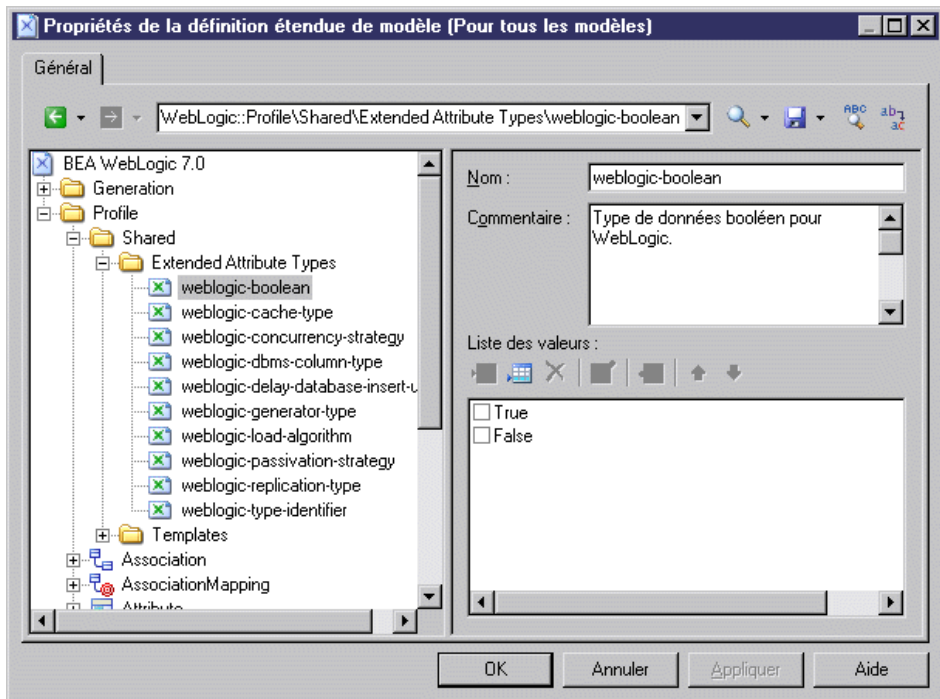 Propriétés de la définition étendue de modèle (Pour tous les modèles)
Général
WebLogic::Profile\Shared\Extended Attribute Types\weblogic-boolean
ABC
ab
ac
BEA WebLogic 7.0
Generation
Profile
Shared
Extended Attribute Types
weblogic-boolean
weblogic-cache-type
weblogic-concurrency-strategy
weblogic-dbms-column-type
weblogic-delay-database-insert-u
weblogic-generator-type
weblogic-load-algorithm
weblogic-passivation-strategy
weblogic-replication-type
weblogic-type-identifier
Templates
Association
AssociationMapping
Attribute
Nom :
weblogic-boolean
Commentaire :
Type de données booléen pour
WebLogic.
Liste des valeurs :
True
False
OK
Annuler
Appliquer
Aide